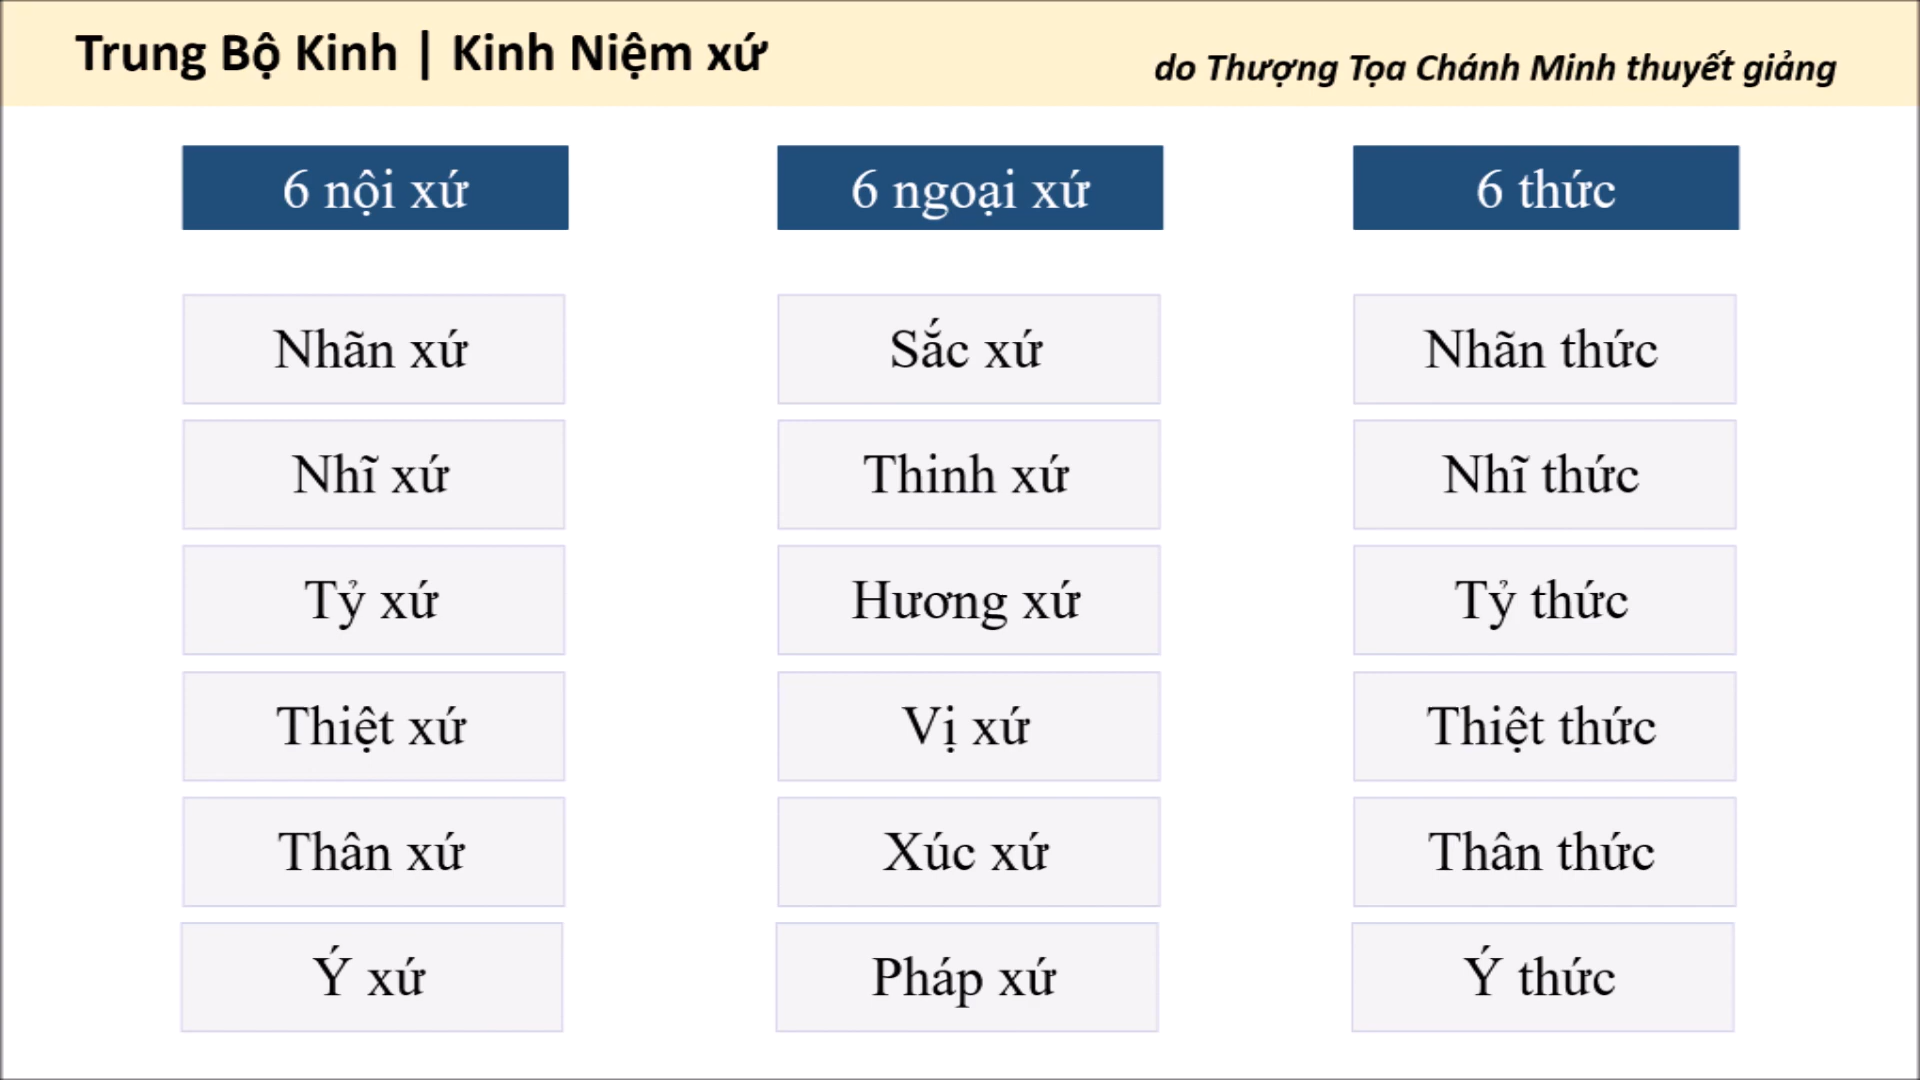 Trung Bộ Kinh | Kinh Niệm xứ
do Thượng Tọa Chánh Minh thuyết giảng
6 nội xứ
6 ngoại xứ
6 thức
Nhãn xứ
Sắc xứ
Nhãn thức
Nhĩ xứ
Thinh xứ
Nhĩ thức
Tỷ xứ
Hương xứ
Tỷ thức
Thiệt xứ
Vị xứ
Thiệt thức
Thân xứ
Xúc xứ
Thân thức
Ý xứ
Pháp xứ
Ý thức